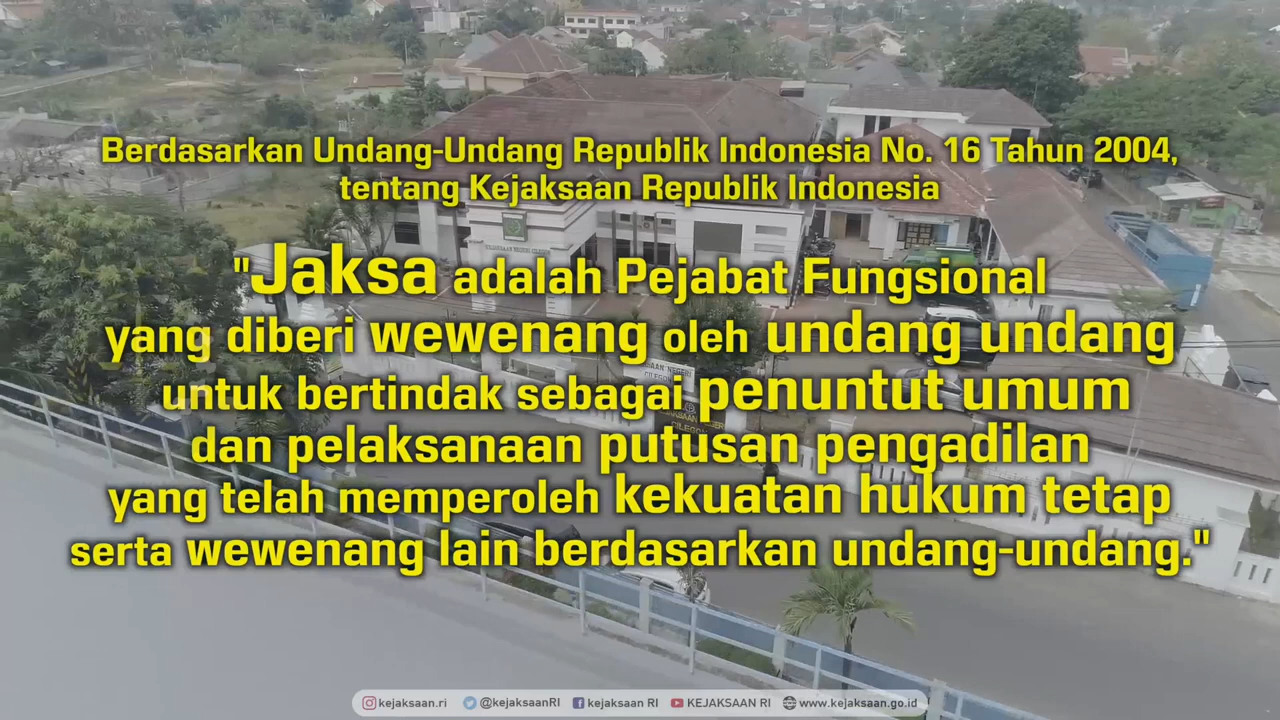 Berdasarkan Undang-Undang Republik Indonesia No. 16 Tahun 2004,
tentang Kejaksaan Republik Indonesia
"Jaksa adalah Pejabat Fungsional
yang diberi wewenang oleh undang undang
untuk bertindak sebagai penuntut umum
dan pelaksanaan putusan pengadilan
yang telah memperoleh kekuatan hukum tetap
serta wewenang lain berdasarkan undang-undang."
kejaksaan.ri @kejaksaanRI kejaksaan RI KEJAKSAAN RI www.kejaksaan.go.id